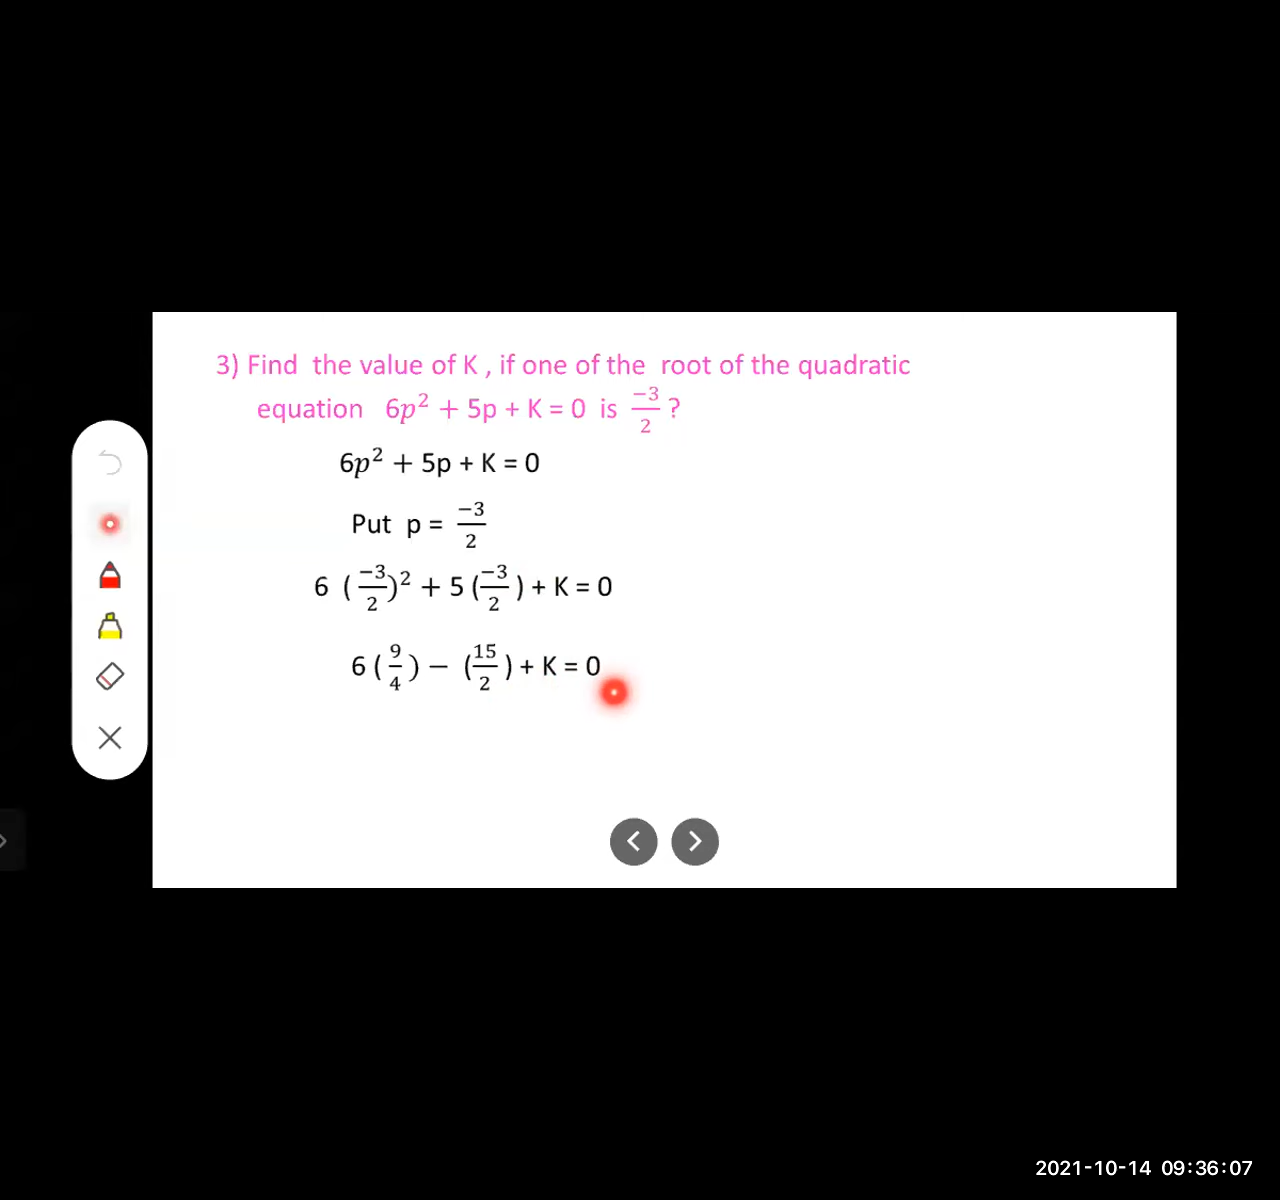 3) Find the value of K , if one of the root of the quadratic
equation 6p² + 5p + K = 0 is −3/2 ?
6p² + 5p + K = 0
Put p = −3/2
6 (−3/2)² + 5 (−3/2 ) + K = 0
6 (9/4) − (15/2 ) + K = 0
2021-10-14 09:36:07